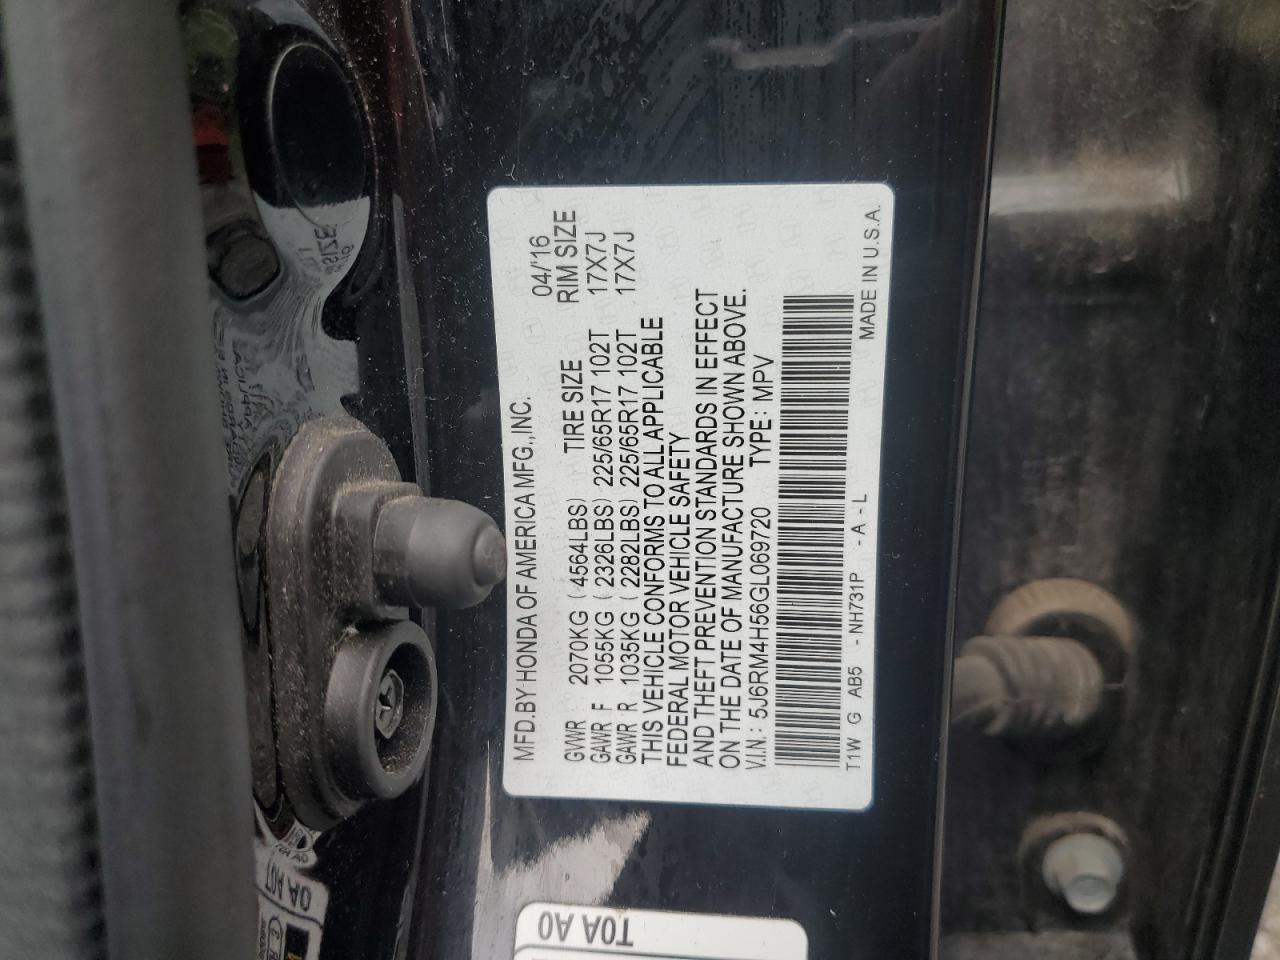 MFD.BY HONDA OF AMERICA MFG.,INC. 04/'16
TIRE SIZE RIM SIZE
GVWR 2070KG ( 4564LBS)
GAWR F 1055KG ( 2326LBS) 225/65R17 102T 17X7J
GAWR R 1035KG ( 2282LBS) 225/65R17 102T 17X7J
THIS VEHICLE CONFORMS TO ALL APPLICABLE
FEDERAL MOTOR VEHICLE SAFETY
AND THEFT PREVENTION STANDARDS IN EFFECT
ON THE DATE OF MANUFACTURE SHOWN ABOVE.
V.I.N.: 5J6RM4H56GL069720 TYPE: MPV
T1W G AB5 - NH731P - A - L
MADE IN U.S.A.
T0A A0